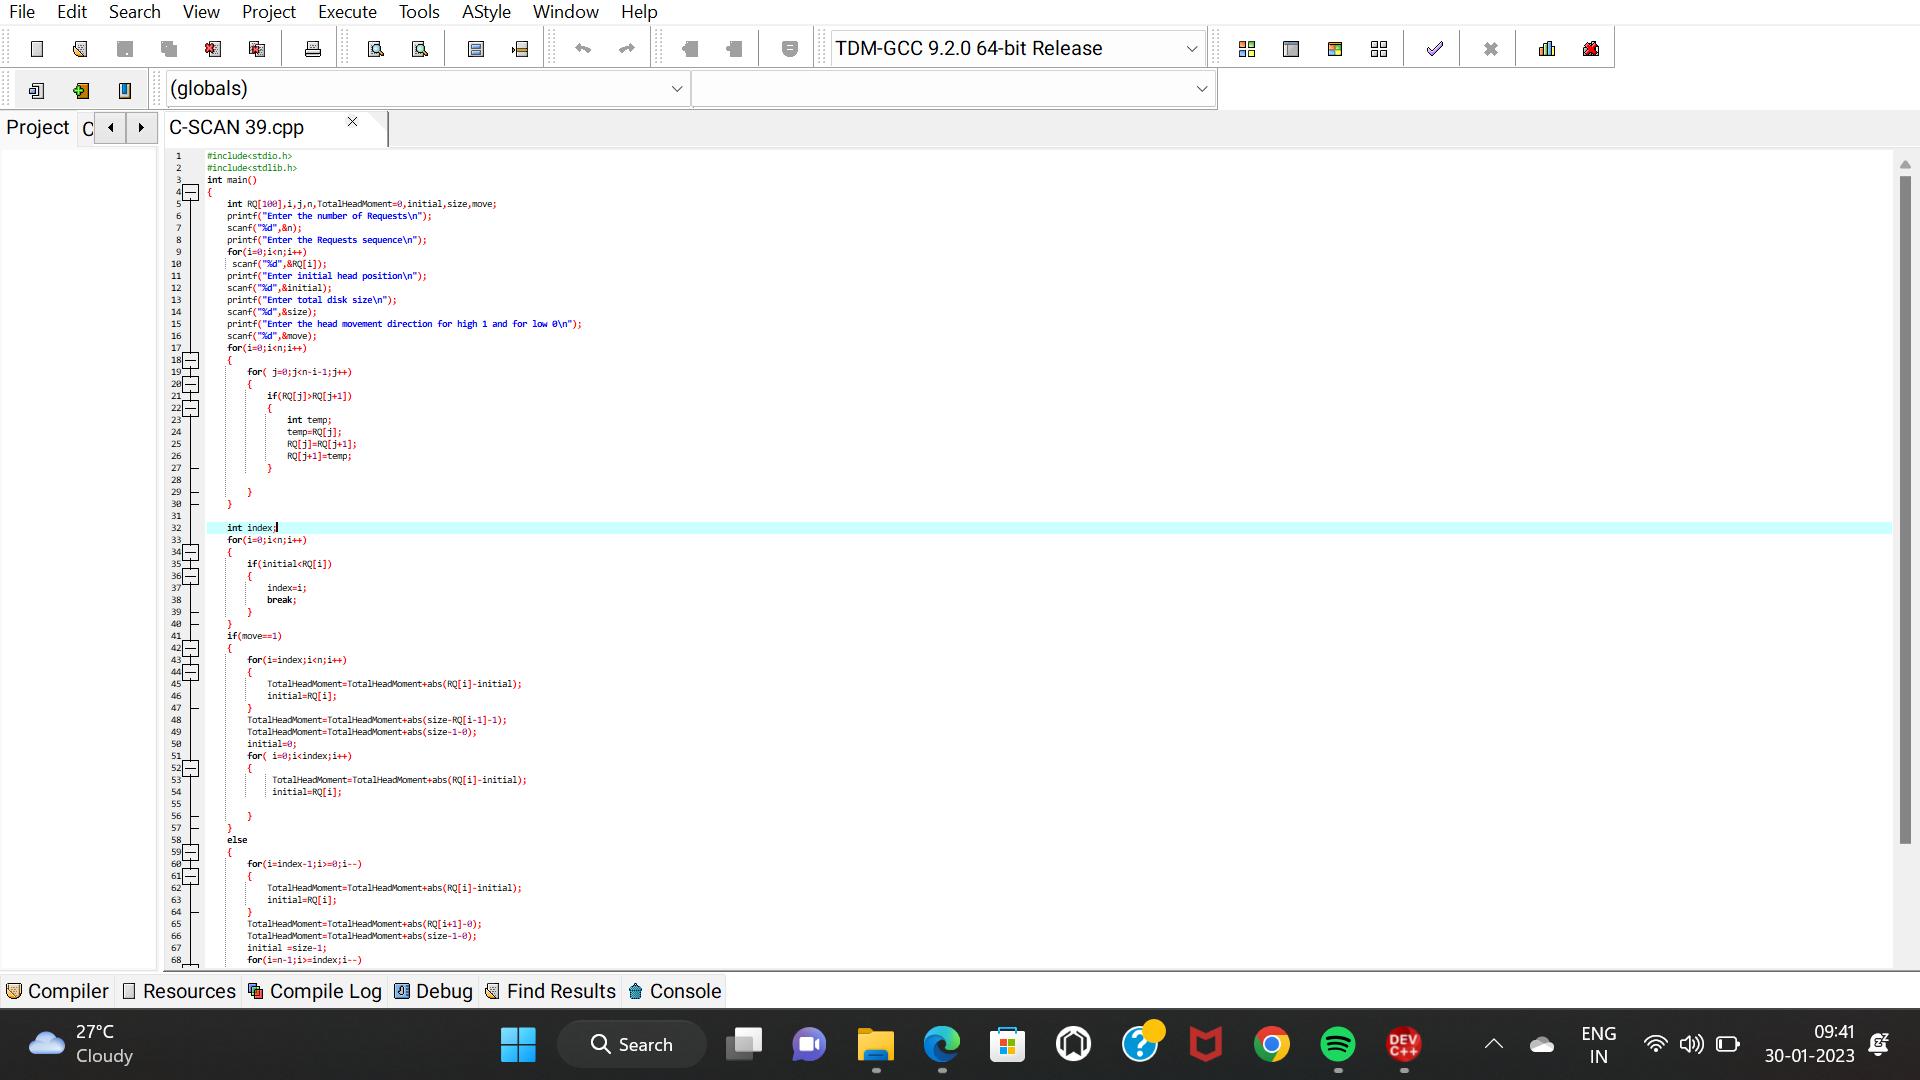 File Edit Search View Project Execute Tools AStyle Window Help
TDM-GCC 9.2.0 64-bit Release
(globals)
Project C
C-SCAN 39.cpp
1 #include<stdio.h>
2 #include<stdlib.h>
3 int main()
4 {
5 int RQ[100],i,j,n,TotalHeadMoment=0,initial,size,move;
6 printf("Enter the number of Requests\n");
7 scanf("%d",&n);
8 printf("Enter the Requests sequence\n");
9 for(i=0;i<n;i++)
10 scanf("%d",&RQ[i]);
11 printf("Enter initial head position\n");
12 scanf("%d",&initial);
13 printf("Enter total disk size\n");
14 scanf("%d",&size);
15 printf("Enter the head movement direction for high 1 and for low 0\n");
16 scanf("%d",&move);
17 for(i=0;i<n;i++)
18 {
19 for( j=0;j<n-i-1;j++)
20 {
21 if(RQ[j]>RQ[j+1])
22 {
23 int temp;
24 temp=RQ[j];
25 RQ[j]=RQ[j+1];
26 RQ[j+1]=temp;
27 }
28
29 }
30 }
31
32 int index;
33 for(i=0;i<n;i++)
34 {
35 if(initial<RQ[i])
36 {
37 index=i;
38 break;
39 }
40 }
41 if(move==1)
42 {
43 for(i=index;i<n;i++)
44 {
45 TotalHeadMoment=TotalHeadMoment+abs(RQ[i]-initial);
46 initial=RQ[i];
47 }
48 TotalHeadMoment=TotalHeadMoment+abs(size-RQ[i-1]-1);
49 TotalHeadMoment=TotalHeadMoment+abs(size-1-0);
50 initial=0;
51 for( i=0;i<index;i++)
52 {
53 TotalHeadMoment=TotalHeadMoment+abs(RQ[i]-initial);
54 initial=RQ[i];
55
56 }
57 }
58 else
59 {
60 for(i=index-1;i>=0;i--)
61 {
62 TotalHeadMoment=TotalHeadMoment+abs(RQ[i]-initial);
63 initial=RQ[i];
64 }
65 TotalHeadMoment=TotalHeadMoment+abs(RQ[i+1]-0);
66 TotalHeadMoment=TotalHeadMoment+abs(size-1-0);
67 initial =size-1;
68 for(i=n-1;i>=index;i--)
Compiler Resources Compile Log Debug Find Results Console
27°C
Cloudy
Search
DEV
C++
ENG
IN
09:41
30-01-2023